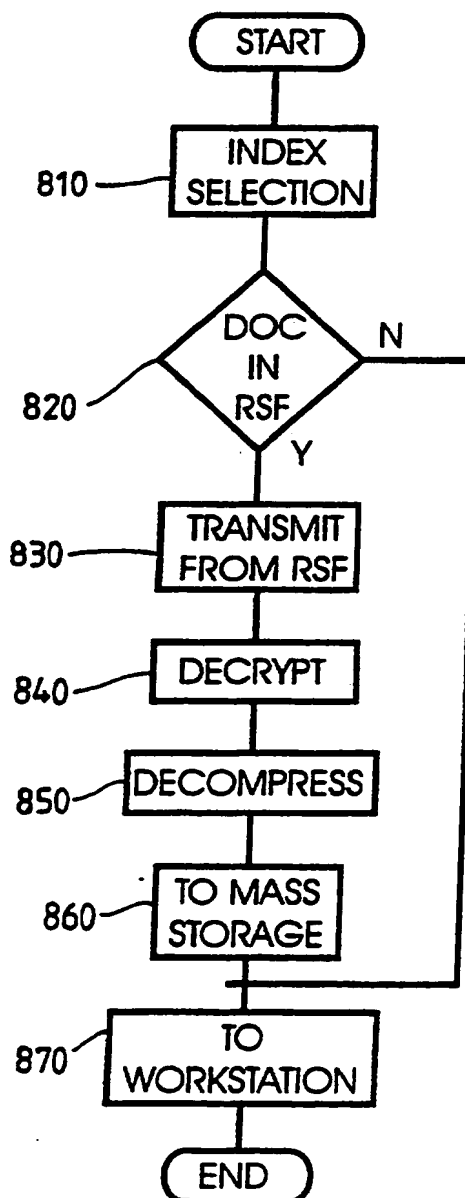 START
810
INDEX
SELECTION
820
DOC
IN
RSF
N
Y
830
TRANSMIT
FROM RSF
840
DECRYPT
850
DECOMPRESS
860
TO MASS
STORAGE
870
TO
WORKSTATION
END